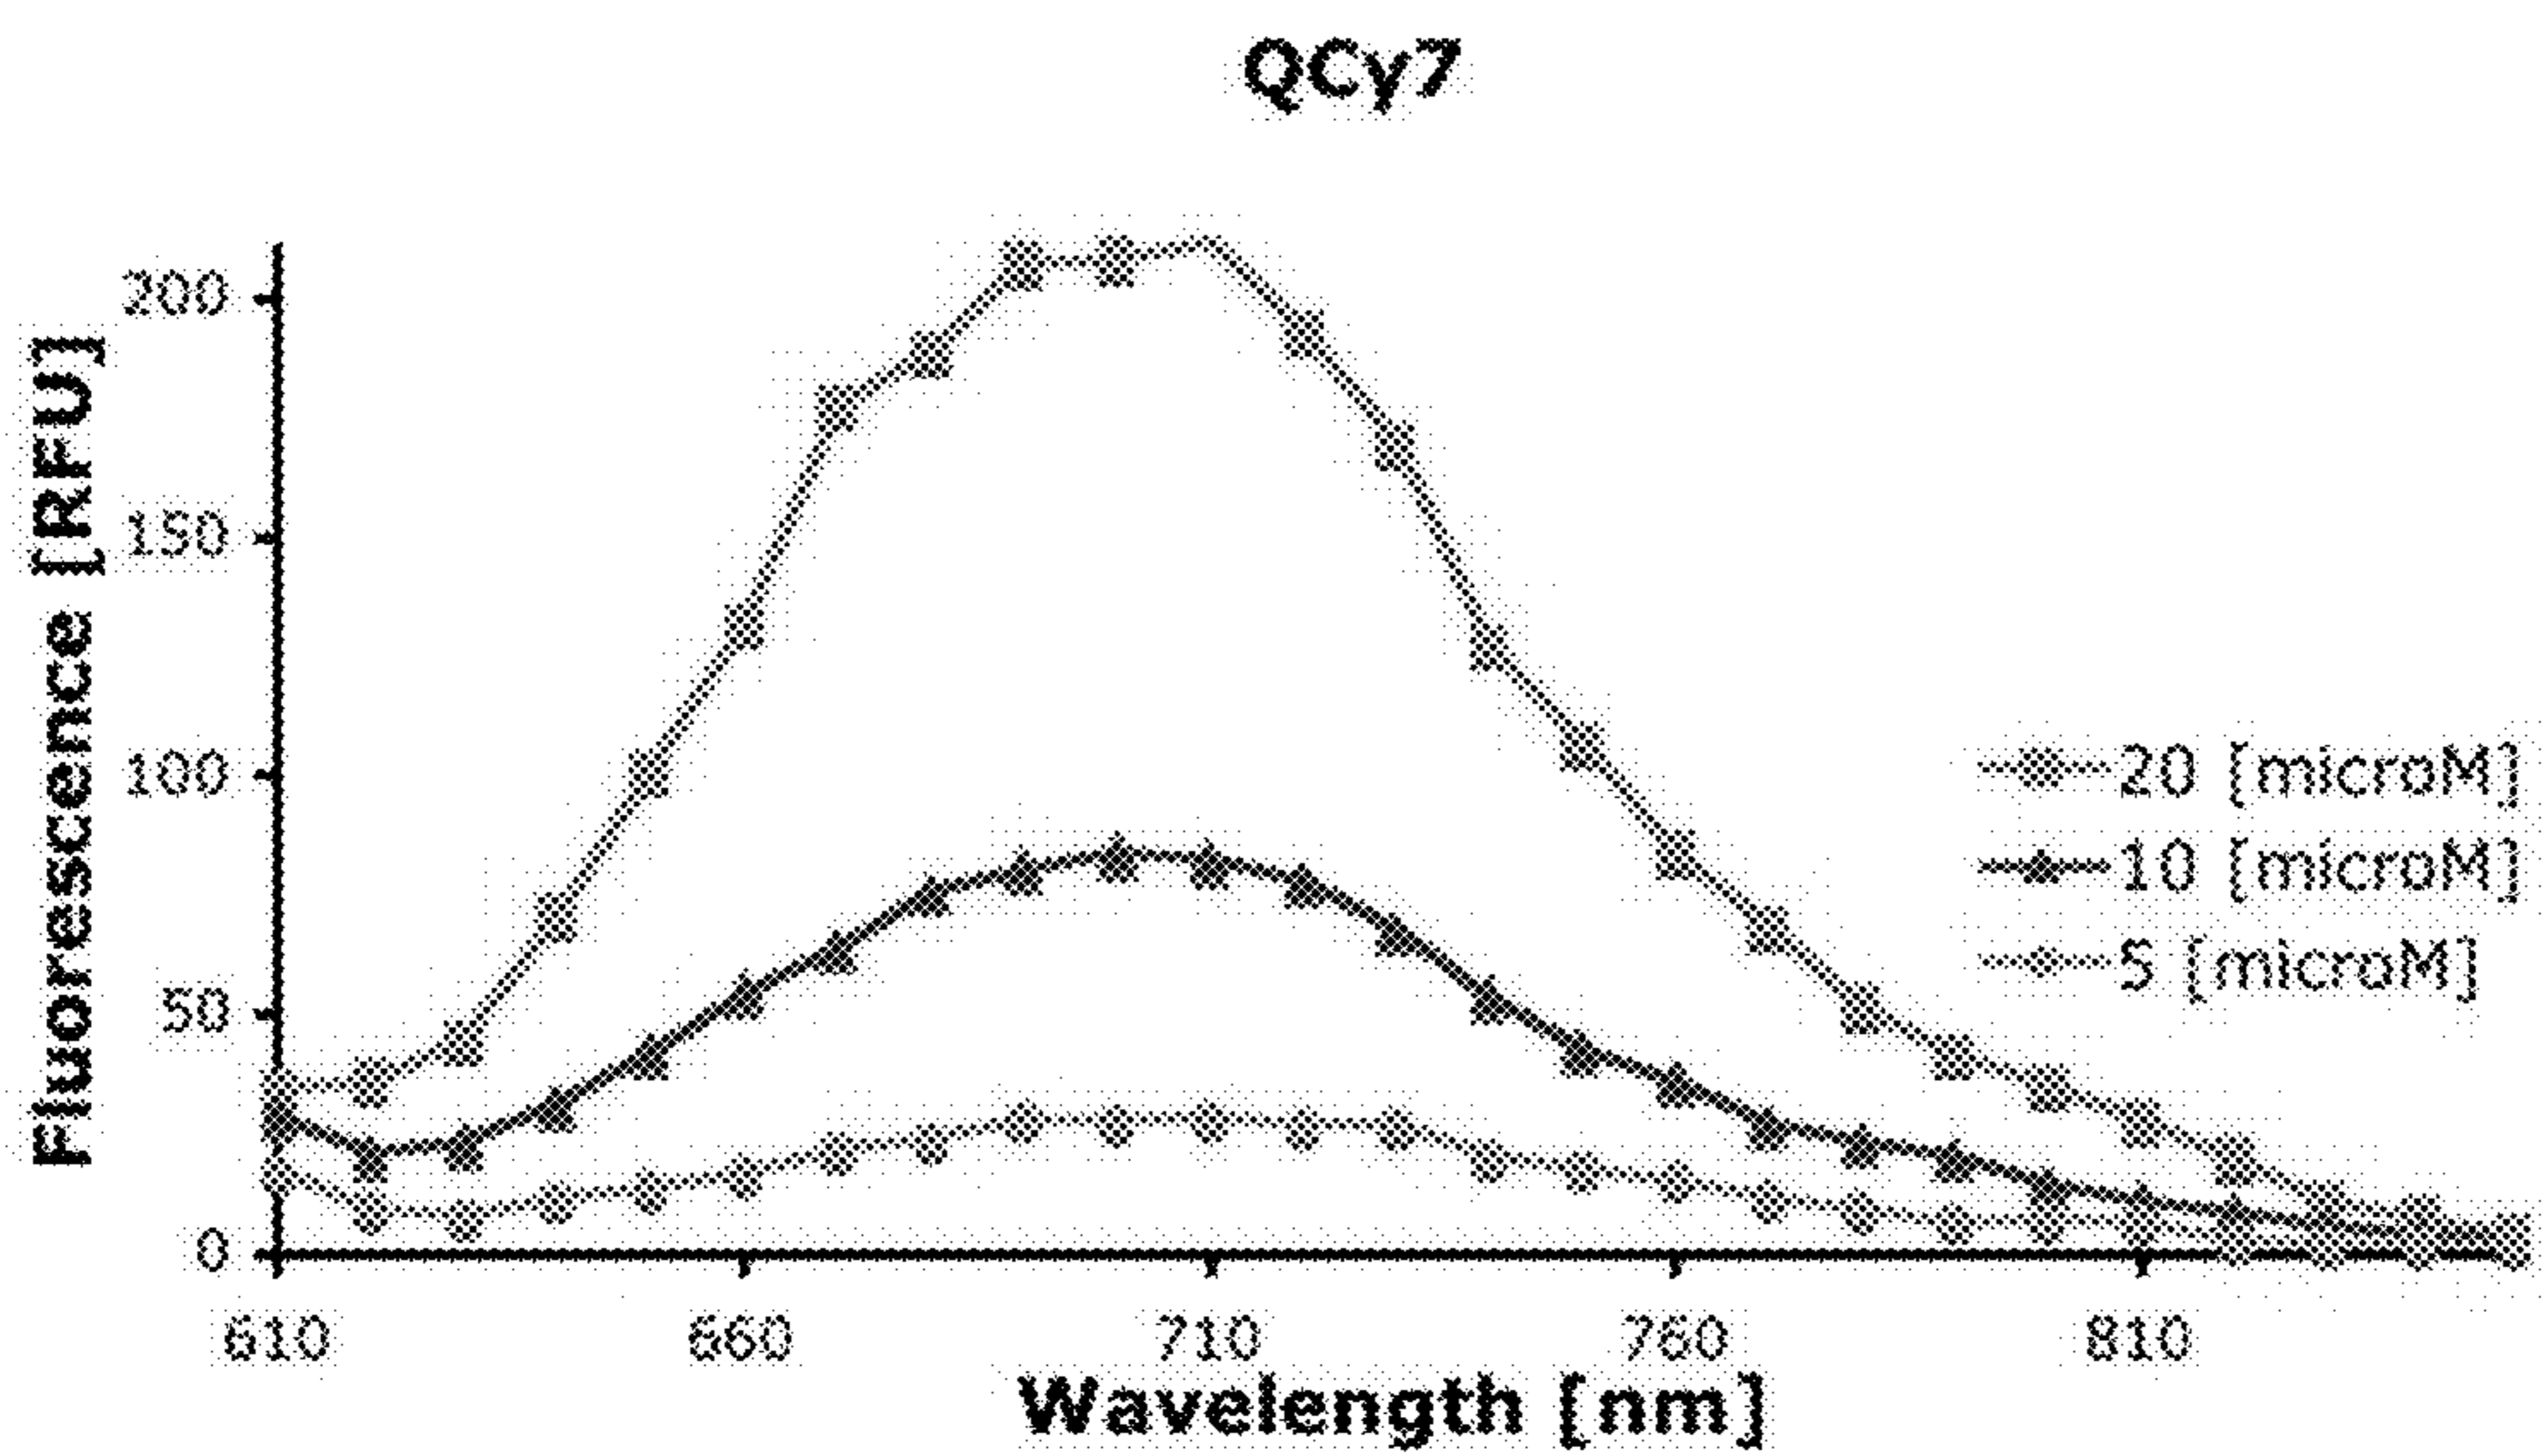 QCy7
Fluorescence [RFU]
200
150
100
50
0
610 660 710 760 810
Wavelength [nm]
20 [microM]
10 [microM]
5 [microM]